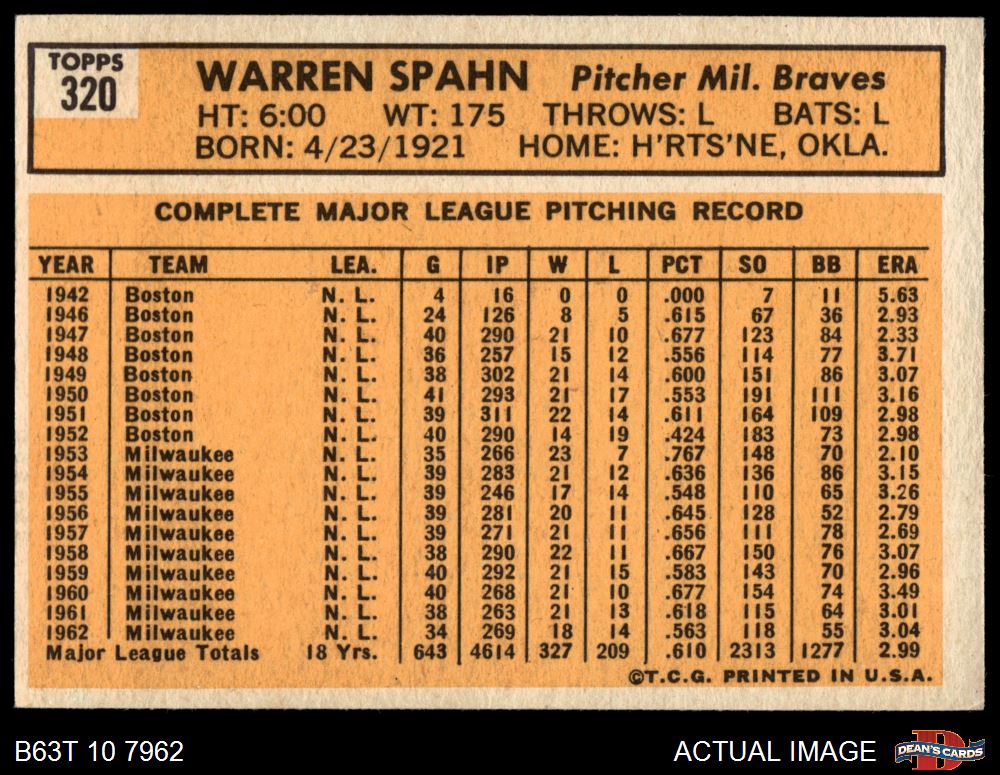 TOPPS
320
WARREN SPAHN Pitcher Mil. Braves
HT: 6:00 WT: 175 THROWS: L BATS: L
BORN: 4/23/1921 HOME: H'RTS'NE, OKLA.
COMPLETE MAJOR LEAGUE PITCHING RECORD
YEAR TEAM LEA. G IP W L PCT SO BB ERA
1942 Boston N. L. 4 16 0 0 .000 7 11 5.63
1946 Boston N. L. 24 126 8 5 .615 67 36 2.93
1947 Boston N. L. 40 290 21 10 .677 123 84 2.33
1948 Boston N. L. 36 257 15 12 .556 114 77 3.71
1949 Boston N. L. 38 302 21 14 .600 151 86 3.07
1950 Boston N. L. 41 293 21 17 .553 191 111 3.16
1951 Boston N. L. 39 311 22 14 .611 164 109 2.98
1952 Boston N. L. 40 290 14 19 .424 183 73 2.98
1953 Milwaukee N. L. 35 266 23 7 .767 148 70 2.10
1954 Milwaukee N. L. 39 283 21 12 .636 136 86 3.15
1955 Milwaukee N. L. 39 246 17 14 .548 110 65 3.26
1956 Milwaukee N. L. 39 281 20 11 .645 128 52 2.79
1957 Milwaukee N. L. 39 271 21 11 .656 111 78 2.69
1958 Milwaukee N. L. 38 290 22 11 .667 150 76 3.07
1959 Milwaukee N. L. 40 292 21 15 .583 143 70 2.96
1960 Milwaukee N. L. 40 268 21 10 .677 154 74 3.49
1961 Milwaukee N. L. 38 263 21 13 .618 115 64 3.01
1962 Milwaukee N. L. 34 269 18 14 .563 118 55 3.04
Major League Totals 18 Yrs. 643 4614 327 209 .610 2313 1277 2.99
©T.C.G. PRINTED IN U.S.A.
B63T 10 7962 ACTUAL IMAGE DEAN'S CARDS